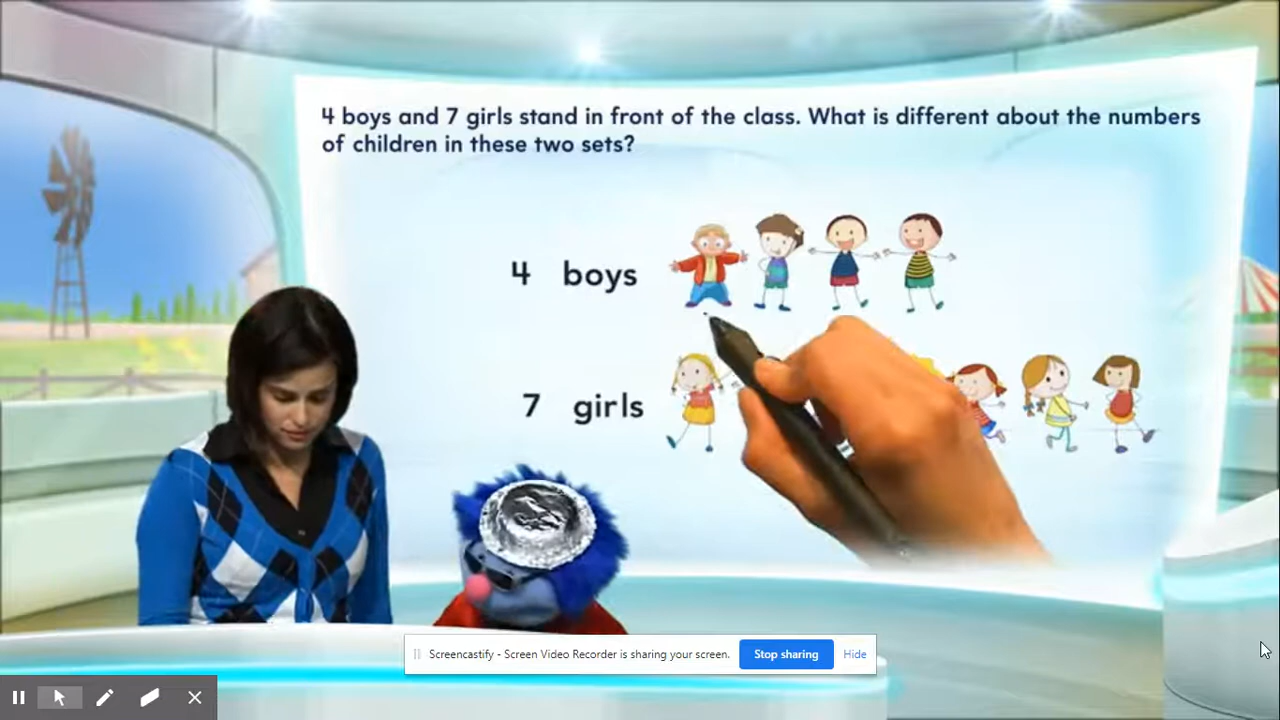 4 boys and 7 girls stand in front of the class. What is different about the numbers
of children in these two sets?
4 boys
7 girls
Screencastify - Screen Video Recorder is sharing your screen. Stop sharing Hide